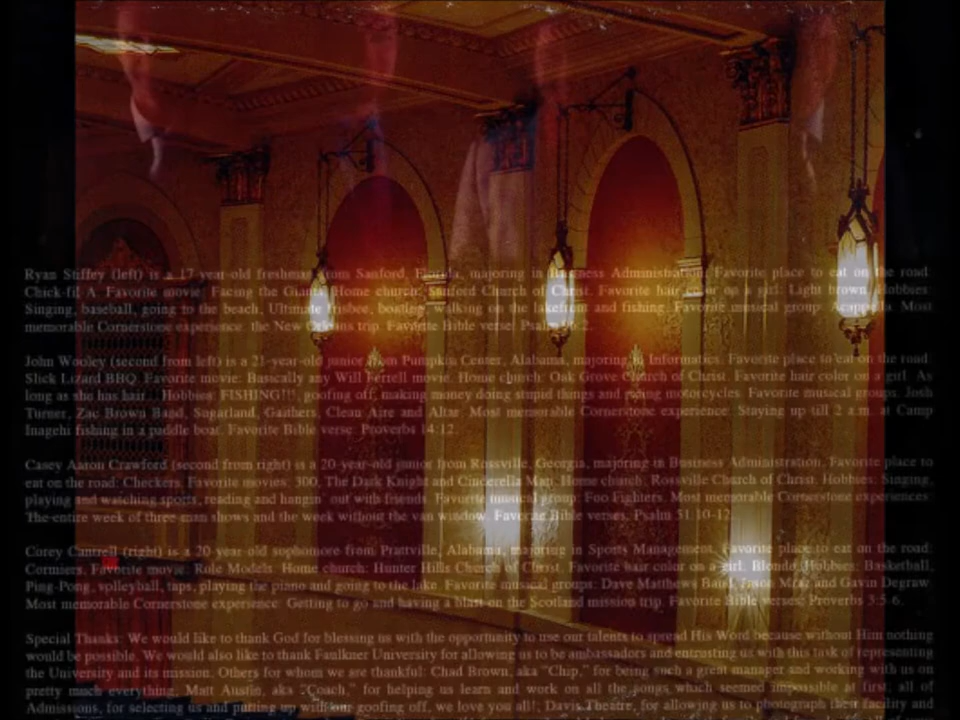 Ryan Stiffey (left) is a 17-year-old freshman from Sanford, Florida, majoring in Business Administration. Favorite place to eat on the road:
Chick-fil A. Favorite movie: Facing the Giants. Home church: Sanford Church of Christ. Favorite hair color on a girl: Light brown. Hobbies:
Singing, baseball, going to the beach, Ultimate Frisbee, boating, walking on the lakefront and fishing. Favorite musical group: Acappella. Most
memorable Cornerstone experience: the New trip. Favorite Bible verse:
John Wooley (second from left) is a 21-year-old junior from Pumpkin Center, Alabama, majoring in Informatics. Favorite place to eat on the road:
Slick Lizard BBQ. Favorite movie: Basically any Will Ferrell movie. Home church: Oak Grove Church of Christ. Favorite hair color on a girl: As
long as she has hair... Hobbies: FISHING!!!, goofing off, making money doing stupid things and riding motorcycles. Favorite musical groups: Josh
Turner, Zac Brown Band, Sugarland, Gaithers, Clean Aire and Altar. Most memorable Cornerstone experience: Staying up till 2 a.m. at Camp
Inagehi fishing in a paddle boat. Favorite Bible verse: Proverbs 14:12.
Casey Aaron Crawford (second from right) is a 20-year-old junior from Rossville, Georgia, majoring in Business Administration. Favorite place to
eat on the road: Checkers. Favorite movies: 300, The Dark Knight and Cinderella Man. Home church: Rossville Church of Christ. Hobbies: Singing,
playing and watching sports, reading and hangin' out with friends. Favorite musical group: Foo Fighters. Most memorable Cornerstone experiences:
The entire week of three-man shows and the week without the van window. Favorite Bible verses: Psalm 51:10-12.
Corey Cantrell (right) is a 20-year-old sophomore from Prattville, Alabama, majoring in Sports Management. Favorite place to eat on the road:
Cormiers. Favorite movie: Role Models. Home church: Hunter Hills Church of Christ. Favorite hair color on a girl: Blonde. Hobbies: Basketball,
Ping-Pong, volleyball, naps, playing the piano and going to the lake. Favorite musical groups: Dave Matthews Band, Jason Mraz and Gavin Degraw.
Most memorable Cornerstone experience: Getting to go and having a blast on the Scotland mission trip. Favorite Bible verse: Proverbs 3:5-6.
Special Thanks: We would like to thank God for blessing us with the opportunity to use our talents to spread His Word because without Him nothing
would be possible. We would also like to thank Faulkner University for allowing us to be ambassadors and entrusting us with this task of representing
the University and its mission. Others for whom we are thankful: Chad Brown, aka "Chip," for being such a great manager and working with us on
pretty much everything; Matt Austin, aka "Coach," for helping us learn and work on all the songs which seemed impossible at first; all of
Admissions, for selecting us and putting up with our goofing off, we love you all!; Davis Theatre, for allowing us to photograph their facility and